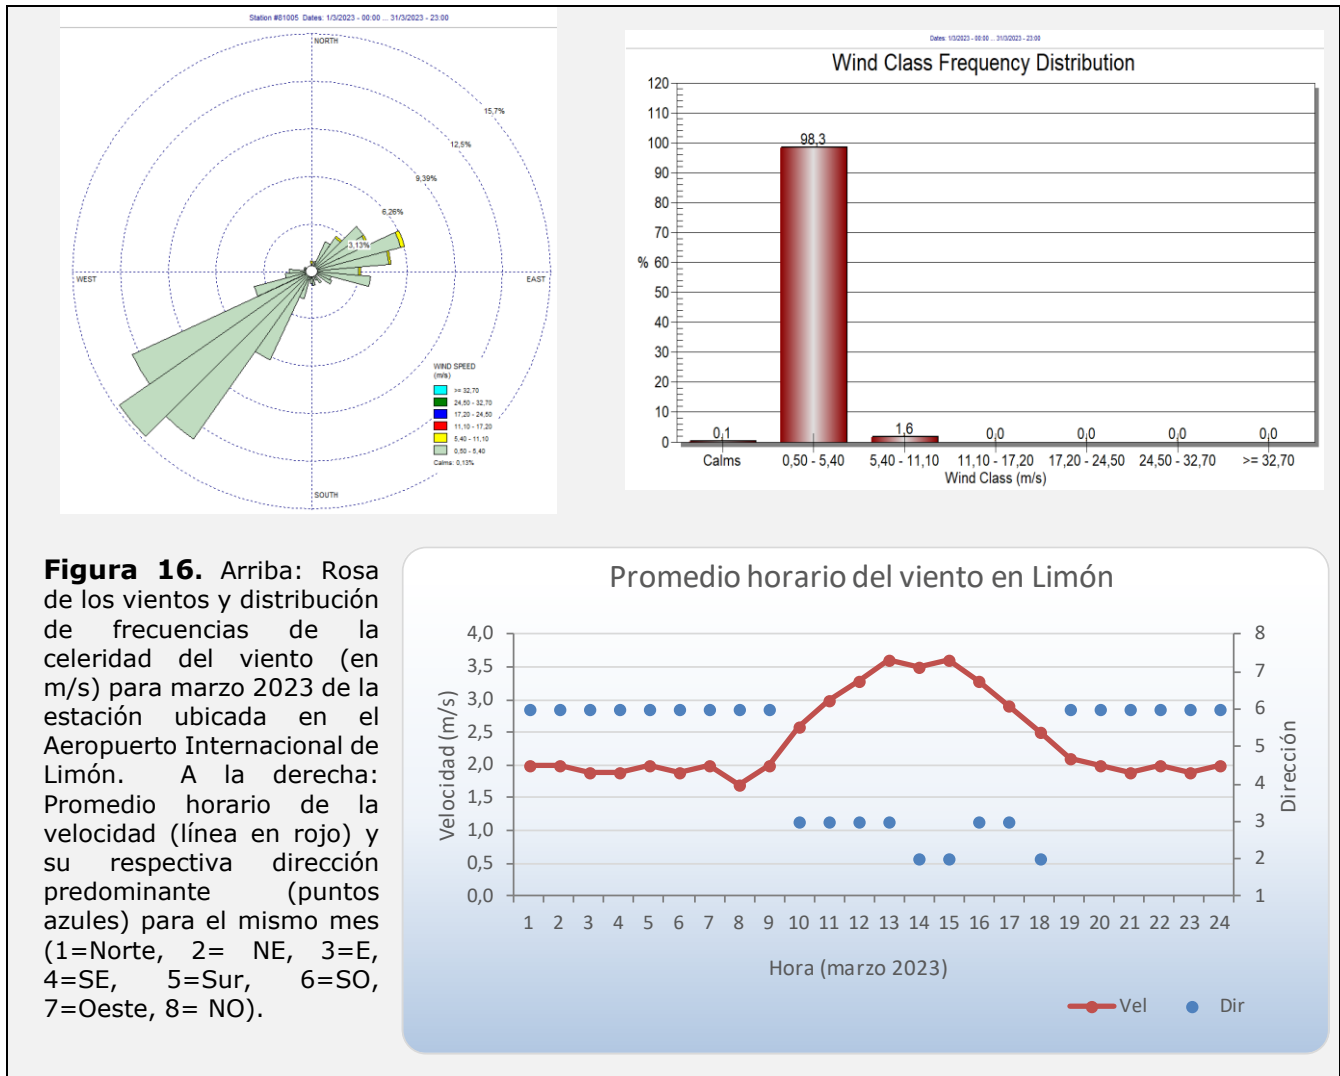 Station #81005 Dates: 1/3/2023 - 00:00 ... 31/3/2023 - 23:00
NORTH
15,7%
12,5%
9,39%
6,26%
3,13%
WEST
EAST
SOUTH
WIND SPEED
(m/s)
>= 32,70
24,50 - 32,70
17,20 - 24,50
11,10 - 17,20
5,40 - 11,10
0,50 - 5,40
Calms: 0,13%
Dates: 1/3/2023 - 00:00 ... 31/3/2023 - 23:00
Wind Class Frequency Distribution
120
110
100
90
80
70
% 60
50
40
30
20
10
0
0,1
98,3
1,6
0,0
0,0
0,0
0,0
Calms 0,50 - 5,40 5,40 - 11,10 11,10 - 17,20 17,20 - 24,50 24,50 - 32,70 >= 32,70
Wind Class (m/s)
Figura 16. Arriba: Rosa
de los vientos y distribución
de frecuencias de la
celeridad del viento (en
m/s) para marzo 2023 de la
estación ubicada en el
Aeropuerto Internacional de
Limón. A la derecha:
Promedio horario de la
velocidad (línea en rojo) y
su respectiva dirección
predominante (puntos
azules) para el mismo mes
(1=Norte, 2= NE, 3=E,
4=SE, 5=Sur, 6=SO,
7=Oeste, 8= NO).
Promedio horario del viento en Limón
Velocidad (m/s)
4,0
3,5
3,0
2,5
2,0
1,5
1,0
0,5
0,0
8
7
6
5
4
3
2
1
Dirección
1 2 3 4 5 6 7 8 9 10 11 12 13 14 15 16 17 18 19 20 21 22 23 24
Hora (marzo 2023)
Vel Dir